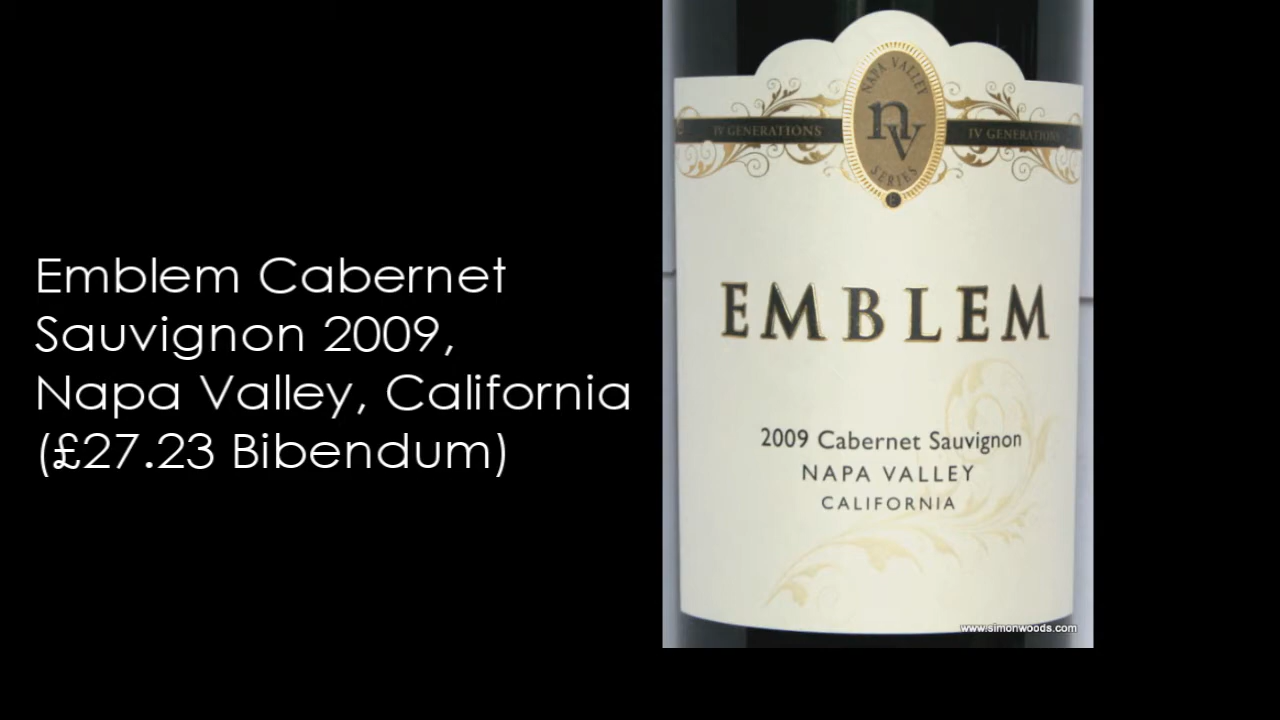 Emblem Cabernet
Sauvignon 2009,
Napa Valley, California
(£27.23 Bibendum)
NAPA VALLEY
nv
SERIES
IV GENERATIONS
IV GENERATIONS
e
EMBLEM
2009 Cabernet Sauvignon
NAPA VALLEY
CALIFORNIA
www.simonwoods.com